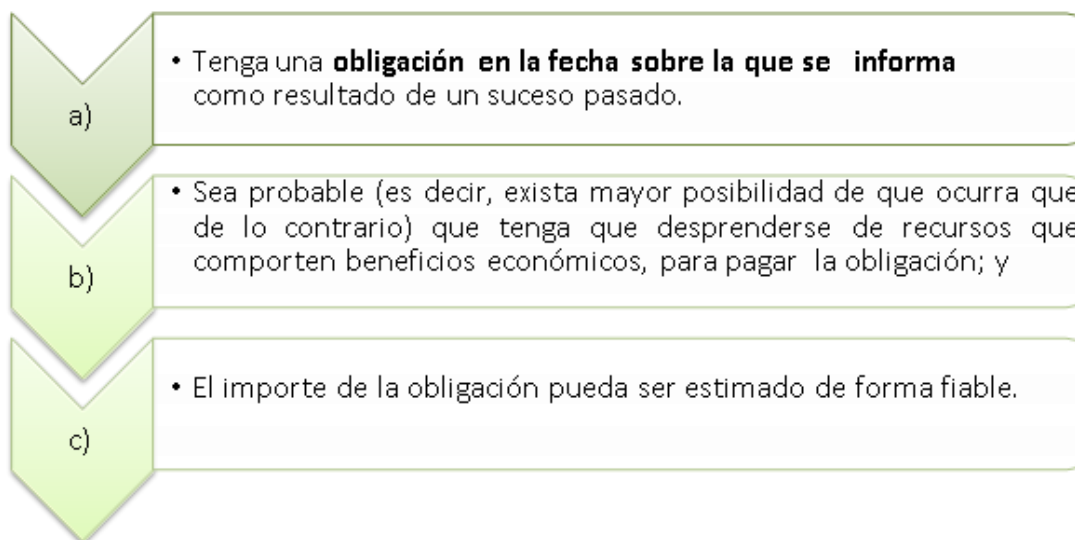 a)
• Tenga una obligación en la fecha sobre la que se informa
como resultado de un suceso pasado.
b)
• Sea probable (es decir, exista mayor posibilidad de que ocurra que
de lo contrario) que tenga que desprenderse de recursos que
comporten beneficios económicos, para pagar la obligación; y
c)
• El importe de la obligación pueda ser estimado de forma fiable.